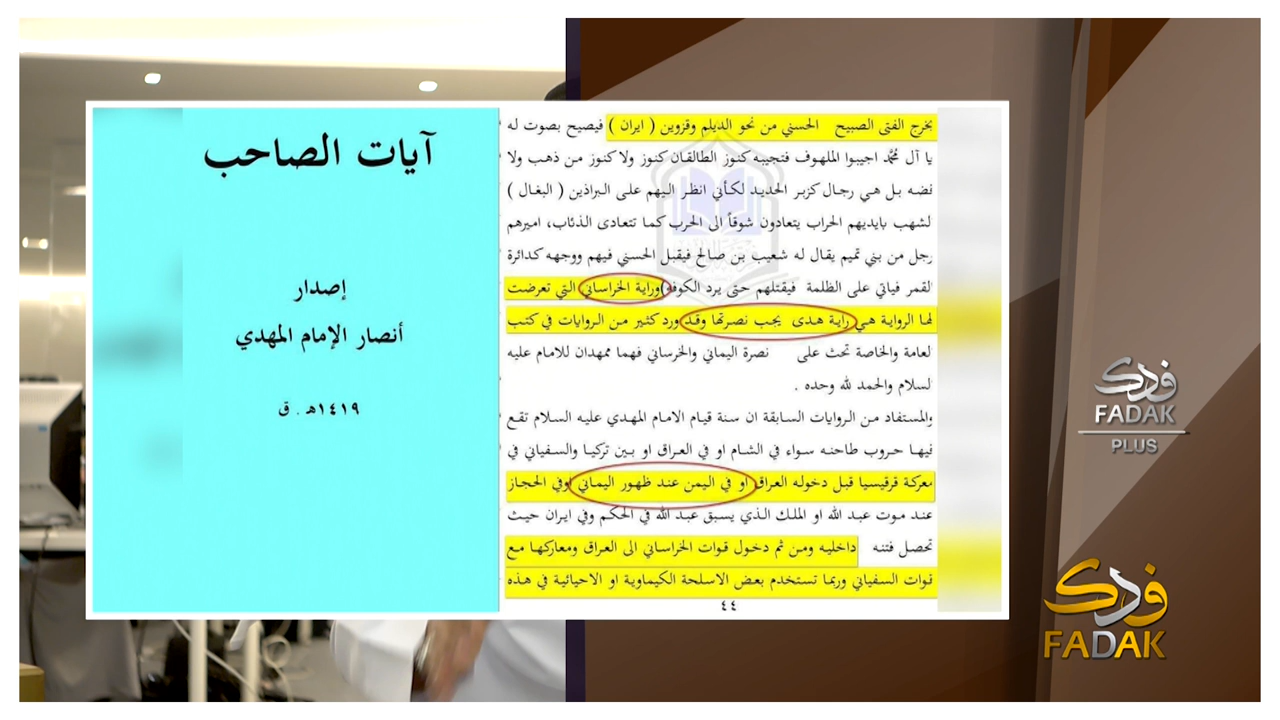 آيات الصاحب
إصدار
أنصار الإمام المهدي
١٤١٩هـ . ق
يخرج الفتى الصبيح الحسني من نحو الديلم وقزوين ( ايران ) فيصيح بصوت له
يا آل محمد اجيبوا الملهوف فتجيبه كنوز الطالقان كنوز ولا كنوز من ذهب ولا
فضه بل هي رجال كزبر الحديد لكأني انظر اليهم على البراذين ( البغال )
لشهب بايديهم الحراب يتعادون شوقاً الى الحرب كما تتعادى الذئاب، اميرهم
رجل من بني تميم يقال له شعيب بن صالح فيقبل الحسني فيهم ووجهه كدائرة
القمر فياتي على الظلمة فيقتلهم حتى يرد الكوفه) وراية الخراساني التي تعرضت
لها الرواية هي راية هدى يجب نصرتها وقد ورد كثير من الروايات في كتب
العامة والخاصة تحث على نصرة اليماني والخرساني فهما ممهدان للامام عليه
السلام والحمد لله وحده .
والمستفاد من الروايات السابقة ان سنة قيام الامام المهدي عليه السلام تقع
فيها حروب طاحنه سواء في الشام او في العراق او بين تركيا والسفياني في
معركة قرقيسيا قبل دخوله العراق او في اليمن عند ظهور اليماني وفي الحجاز
عند موت عبد الله او الملك الذي يسبق عبد الله في الحكم وفي ايران حيث
تحصل فتنه داخليه ومن ثم دخول قوات الخراساني الى العراق ومعاركها مع
قوات السفياني وربما تستخدم بعض الاسلحة الكيماوية او الاحيائية في هذه
٤٤
فدك
FADAK
PLUS
فدك
FADAK